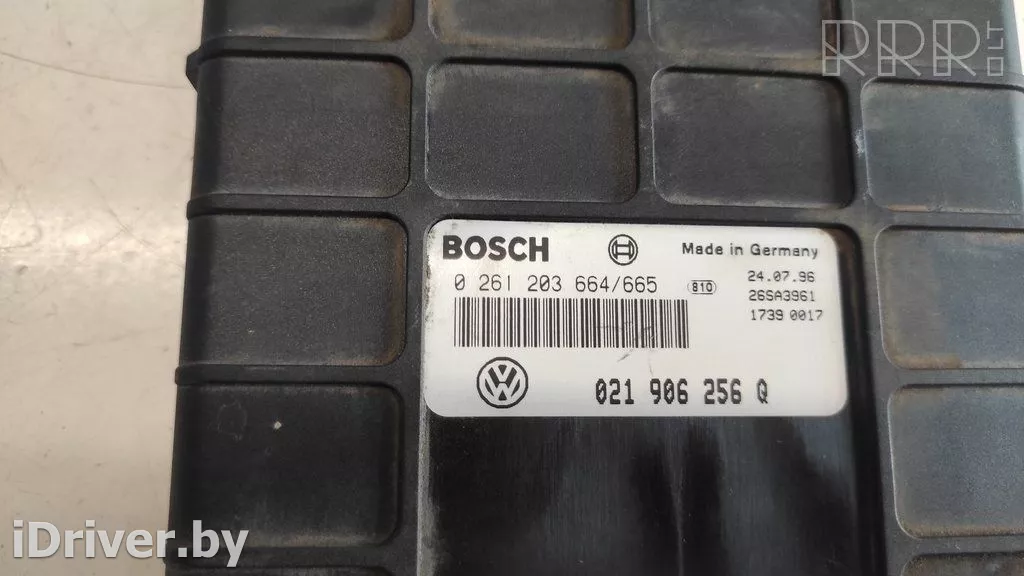 RRR.LT
BOSCH
Made in Germany
0 261 203 664/665
810
24.07.96
26SA3961
1739 0017
VW
021 906 256 Q
iDriver.by